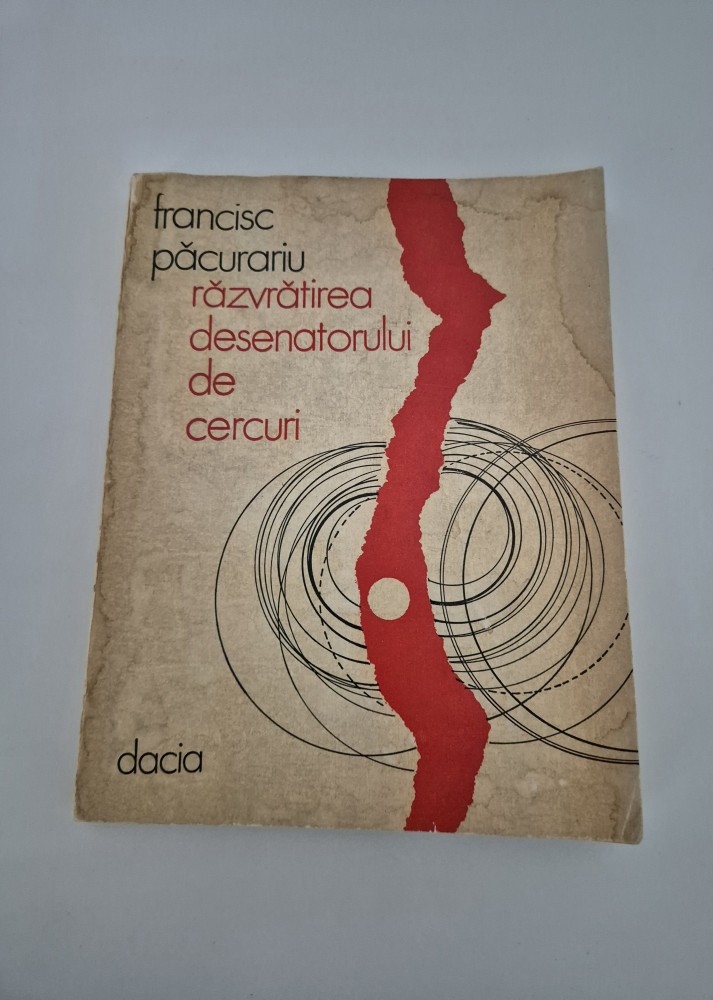 francisc
păcurariu
răzvrătirea
desenatorului
de
cercuri
dacia